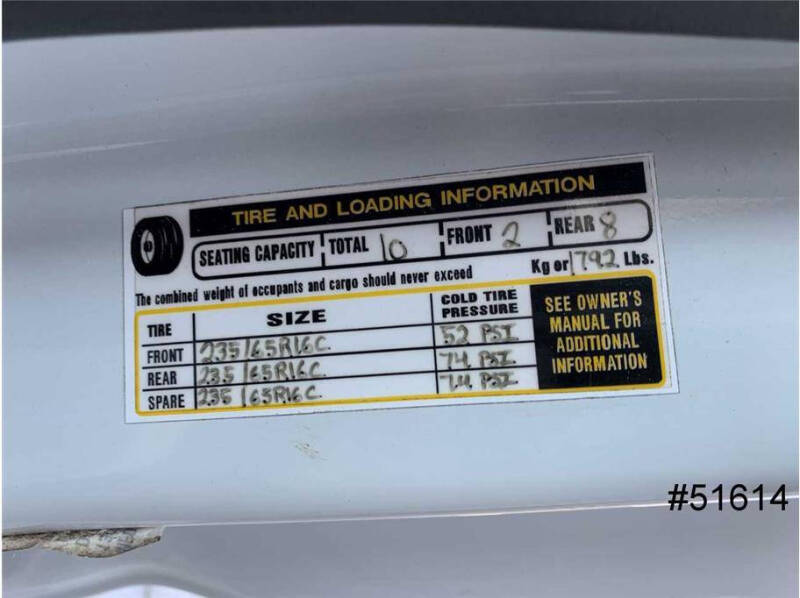 TIRE AND LOADING INFORMATION
SEATING CAPACITY TOTAL 10 FRONT 2 REAR 8
The combined weight of occupants and cargo should never exceed Kg or 1792 Lbs.
TIRE SIZE COLD TIRE PRESSURE
FRONT 235/65R16C 52 PSI
REAR 235/65R16C 74 PSI
SPARE 235/65R16C 74 PSI
SEE OWNER'S
MANUAL FOR
ADDITIONAL
INFORMATION
#51614